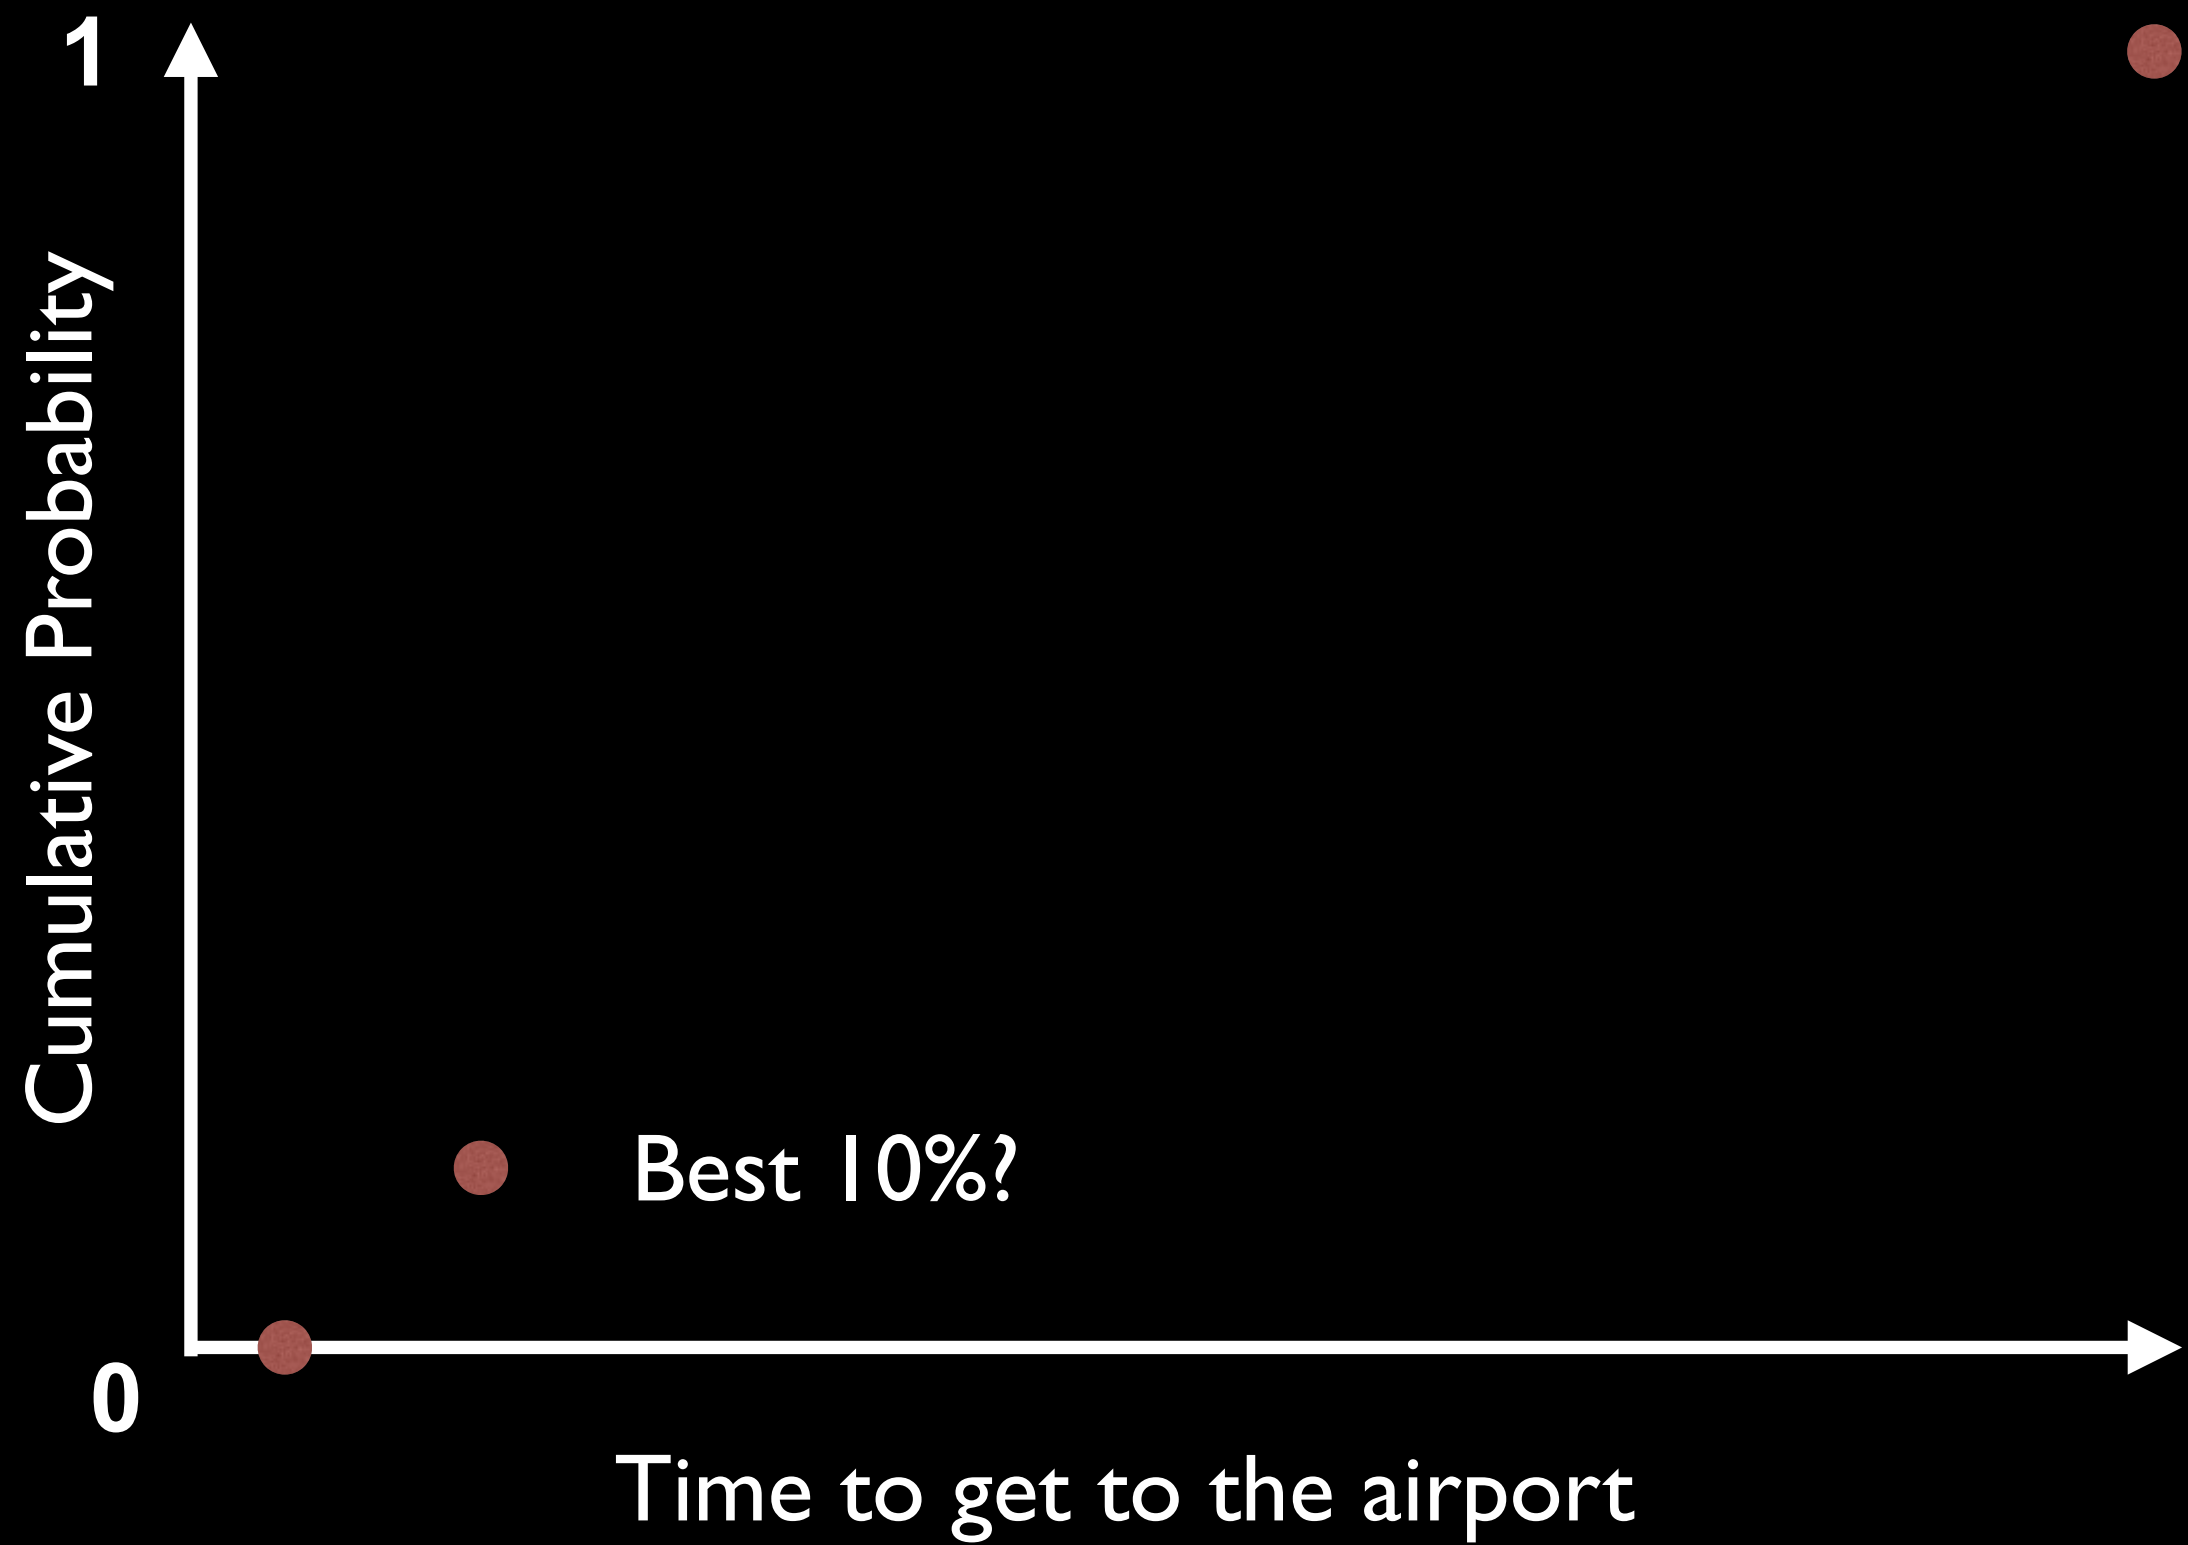 1
Cumulative Probability
Best 10%?
0
Time to get to the airport